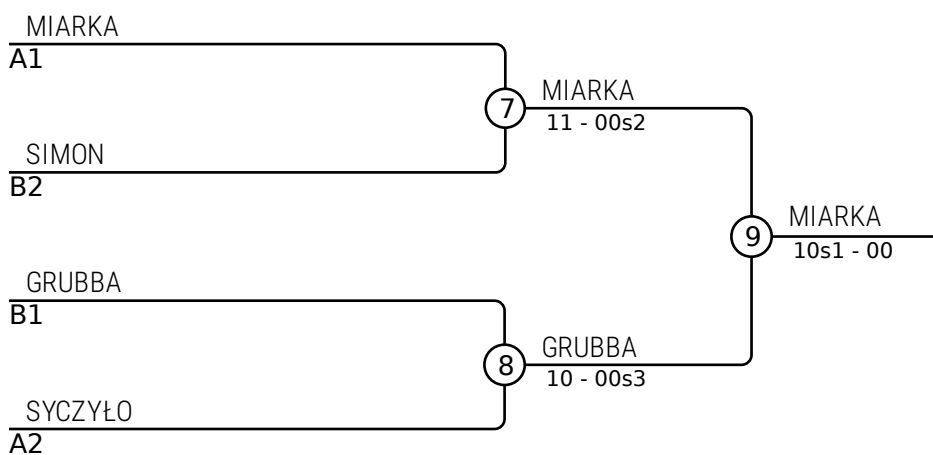 MIARKA
A1
7
MIARKA
11 - 00s2
SIMON
B2
9
MIARKA
10s1 - 00
GRUBBA
B1
8
GRUBBA
10 - 00s3
SYCZYŁO
A2